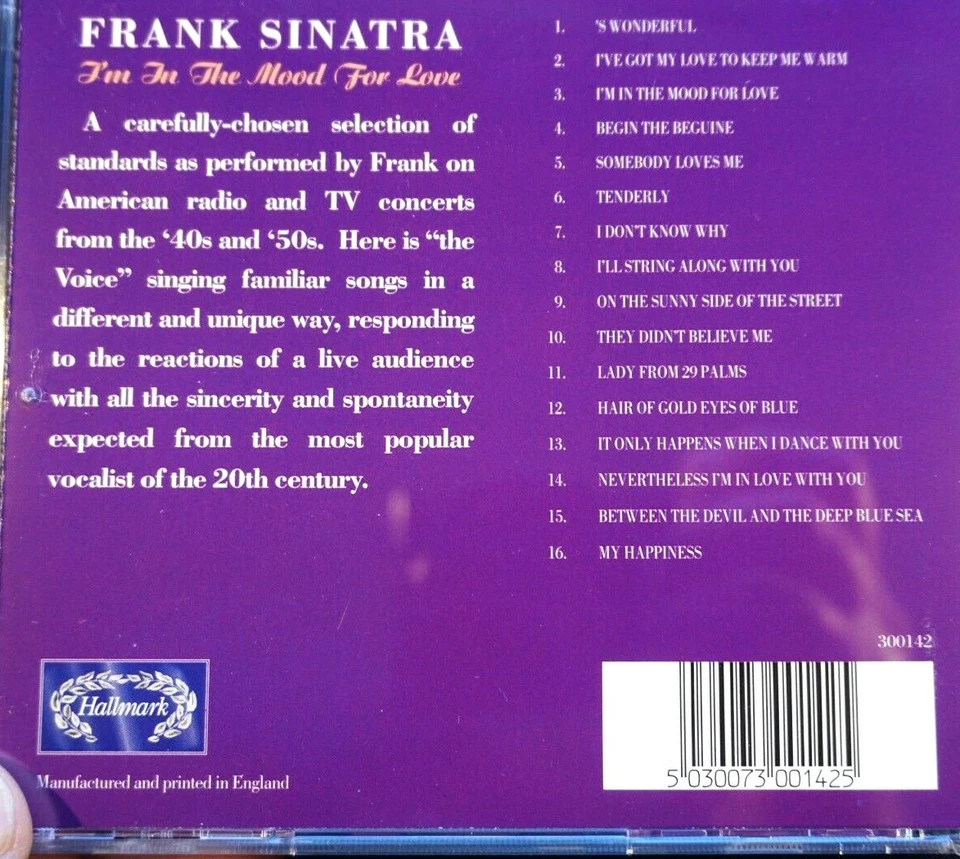 FRANK SINATRA
I'm In The Mood For Love
A carefully-chosen selection of
standards as performed by Frank on
American radio and TV concerts
from the ‘40s and ‘50s. Here is “the
Voice” singing familiar songs in a
different and unique way, responding
to the reactions of a live audience
with all the sincerity and spontaneity
expected from the most popular
vocalist of the 20th century.
1. 'S WONDERFUL
2. I'VE GOT MY LOVE TO KEEP ME WARM
3. I'M IN THE MOOD FOR LOVE
4. BEGIN THE BEGUINE
5. SOMEBODY LOVES ME
6. TENDERLY
7. I DON'T KNOW WHY
8. I'LL STRING ALONG WITH YOU
9. ON THE SUNNY SIDE OF THE STREET
10. THEY DIDN'T BELIEVE ME
11. LADY FROM 29 PALMS
12. HAIR OF GOLD EYES OF BLUE
13. IT ONLY HAPPENS WHEN I DANCE WITH YOU
14. NEVERTHELESS I'M IN LOVE WITH YOU
15. BETWEEN THE DEVIL AND THE DEEP BLUE SEA
16. MY HAPPINESS
300142
Hallmark
Manufactured and printed in England
5 030073 001425